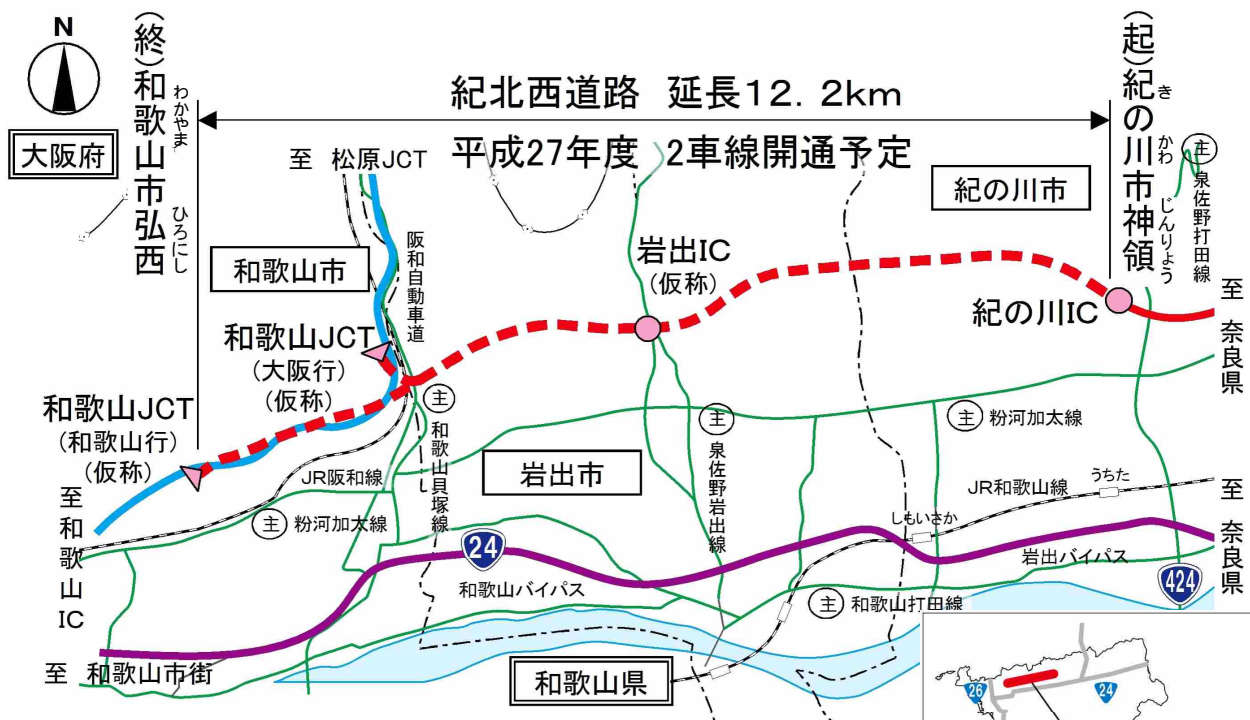 N
大阪府
(終)和歌山市弘西
わかやま
ひろにし
紀北西道路 延長12.2km
平成27年度 2車線開通予定
(起)紀の川市神領
き
かわ
じんりょう
主
泉佐野打田線
至 松原JCT
紀の川市
和歌山市
阪和自動車道
岩出IC
(仮称)
紀の川IC
至 奈良県
和歌山JCT
(大阪行)
(仮称)
和歌山JCT
(和歌山行)
(仮称)
主
和歌山貝塚線
主
泉佐野岩出線
主 粉河加太線
岩出市
JR阪和線
主 粉河加太線
至和歌山IC
JR和歌山線
うちた
しもいさか
至 奈良県
24
和歌山バイパス
岩出バイパス
424
主 和歌山打田線
至 和歌山市街
和歌山県
26
24